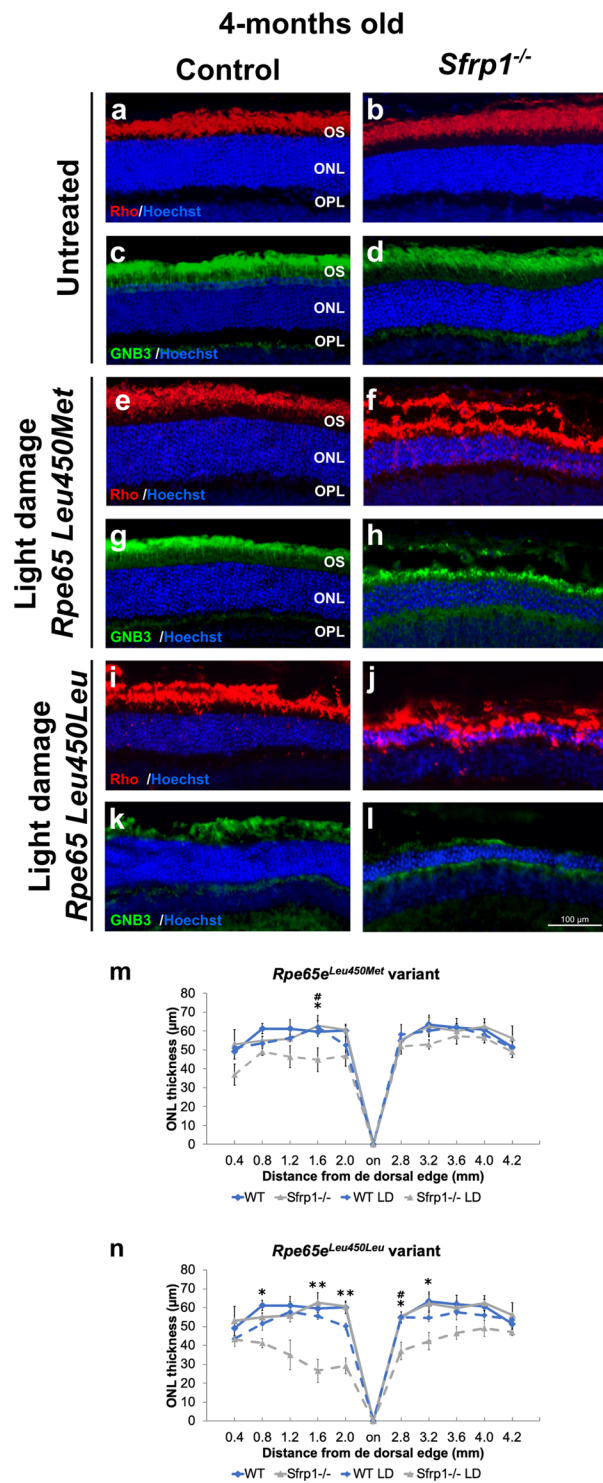 4-months old
Control
Sfrp1-/-
Untreated
a
OS
ONL
OPL
Rho/Hoechst
b
c
OS
ONL
OPL
GNB3 /Hoechst
d
Light damage
Rpe65 Leu450Met
e
OS
ONL
OPL
Rho /Hoechst
f
g
OS
ONL
OPL
GNB3 /Hoechst
h
Light damage
Rpe65 Leu450Leu
i
Rho /Hoechst
j
k
GNB3 /Hoechst
l
100 µm
m
Rpe65eLeu450Met variant
ONL thickness (µm)
80
70
60
50
40
30
20
10
0
#
*
0.4 0.8 1.2 1.6 2.0 on 2.8 3.2 3.6 4.0 4.2
Distance from de dorsal edge (mm)
WT Sfrp1-/- WT LD Sfrp1-/- LD
n
Rpe65eLeu450Leu variant
ONL thickness (µm)
80
70
60
50
40
30
20
10
0
* ** ** # * *
0.4 0.8 1.2 1.6 2.0 on 2.8 3.2 3.6 4.0 4.2
Distance from de dorsal edge (mm)
WT Sfrp1-/- WT LD Sfrp1-/- LD